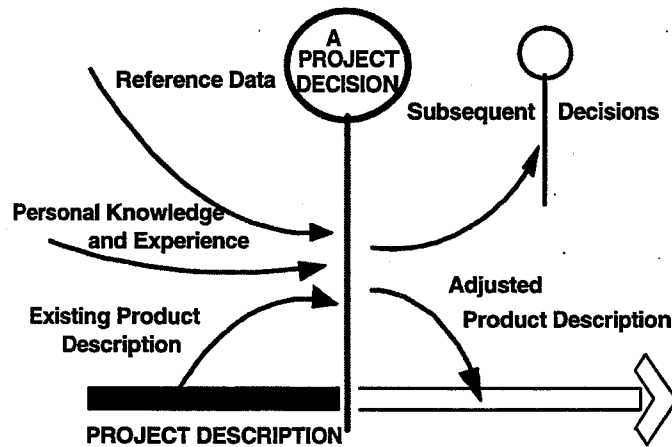 A
PROJECT
DECISION
Reference Data
Subsequent Decisions
Personal Knowledge
and Experience
Existing Product
Description
Adjusted
Product Description
PROJECT DESCRIPTION